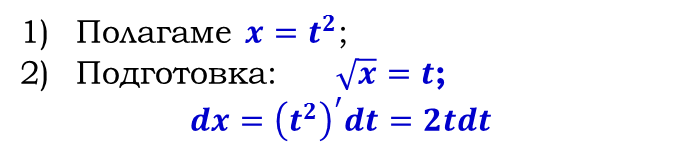 1) Полагаме x = t²;
2) Подготовка: √x = t;
dx = (t²)′dt = 2tdt